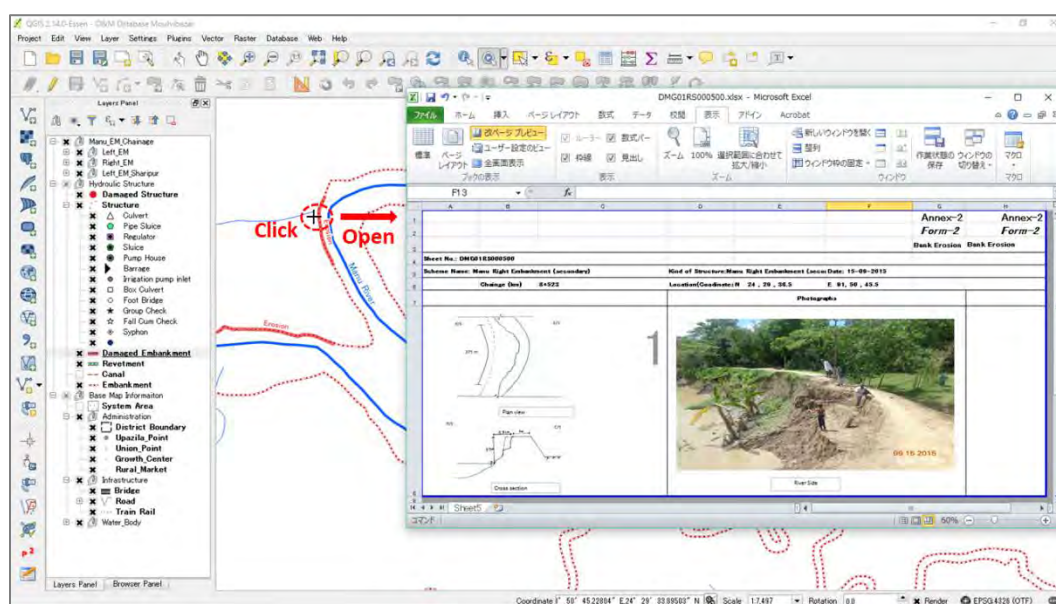 QGIS 2.14.0-Essen - O&M Database Moulvibazar
Project Edit View Layer Settings Plugins Vector Raster Database Web Help
Layers Panel
Manu_EM_Chainage
Left_EM
Right_EM
Left_EM_Sharipur
Hydraulic Structure
Damaged Structure
Structure
Culvert
Pipe Sluice
Regulator
Sluice
Pump House
Barrage
Irrigation pump inlet
Box Culvert
Foot Bridge
Group Check
Fall Cum Check
Syphon
Damaged Embankment
Revetment
Canal
Embankment
Base Map Informaiton
System Area
Administration
District Boundary
Upazila_Point
Union_Point
Growth_Center
Rural_Market
Infrastructure
Bridge
Road
Train Rail
Water_Body
Layers Panel Browser Panel
Click
Open
Erosion
Manu River
Erosion
DMG01RS000500.xlsx - Microsoft Excel
ファイル ホーム 挿入 ページ レイアウト 数式 データ 校閲 表示 アドイン Acrobat
標準
ページ レイアウト
改ページ プレビュー
ユーザー設定のビュー
全画面表示
ブックの表示
ルーラー
数式バー
枠線
見出し
表示
ズーム
100%
選択範囲に合わせて
拡大/縮小
ズーム
新しいウィンドウを開く
整列
ウィンドウ枠の固定
作業状態の
保存
ウィンドウの
切り替え
ウィンドウ
マクロ
マクロ
F13
fx
A B C D E F G H
Annex-2 Annex-2
Form-2 Form-2
Bank Erosion Bank Erosion
Sheet No.: DMG01RS000500
Scheme Name: Manu Right Embankment (secondary) Kind of Structure:Manu Right Embankment (secon Date: 15-09-2015
Chainge (km) 8+522 Location(Coodinate: N 24 , 29 , 38.5 E 91, 50 , 45.5
Photographs
1
Plan view
Cross section
09 15 2015
River Side
Sheet5
コマンド
60%
Scale 1:7,497 Rotation 0.0 Render EPSG:4326 (OTF)